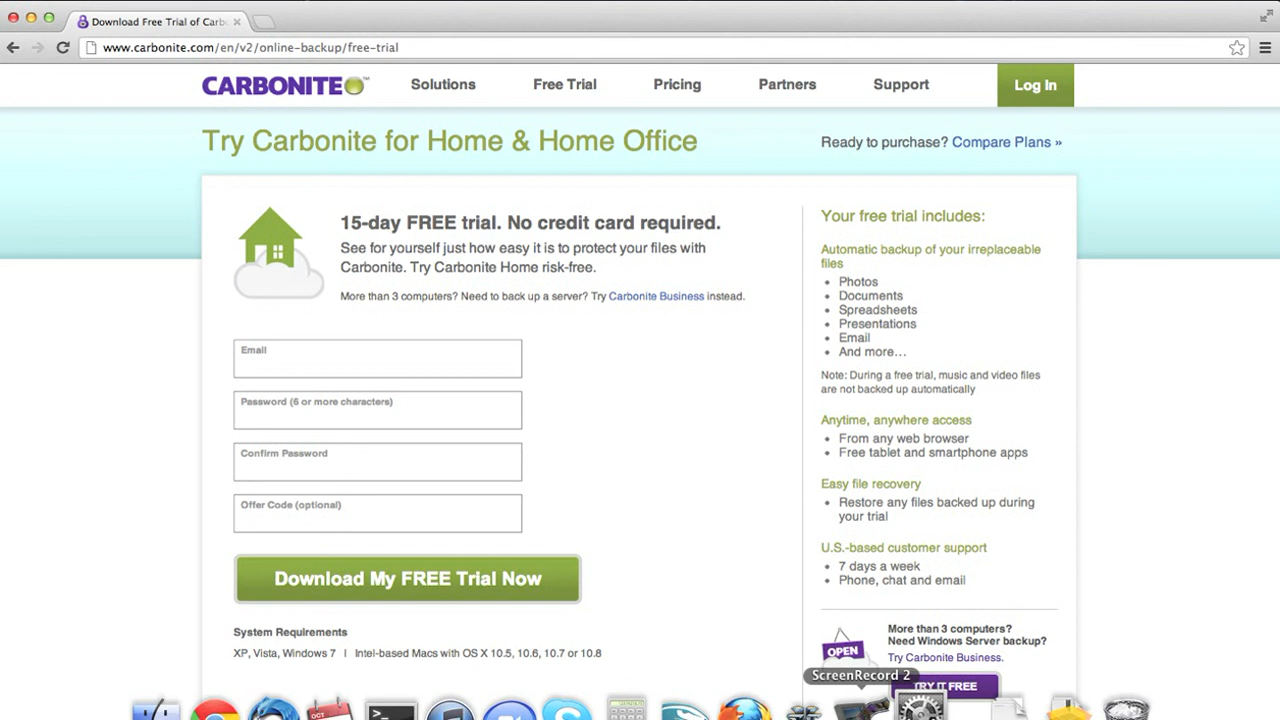 Download Free Trial of Carb
www.carbonite.com/en/v2/online-backup/free-trial
CARBONITE™
Solutions
Free Trial
Pricing
Partners
Support
Log In
Try Carbonite for Home & Home Office
Ready to purchase? Compare Plans »
15-day FREE trial. No credit card required.
See for yourself just how easy it is to protect your files with
Carbonite. Try Carbonite Home risk-free.
More than 3 computers? Need to back up a server? Try Carbonite Business instead.
Email
Password (6 or more characters)
Confirm Password
Offer Code (optional)
Download My FREE Trial Now
System Requirements
XP, Vista, Windows 7 | Intel-based Macs with OS X 10.5, 10.6, 10.7 or 10.8
Your free trial includes:
Automatic backup of your irreplaceable
files
• Photos
• Documents
• Spreadsheets
• Presentations
• Email
• And more…
Note: During a free trial, music and video files
are not backed up automatically
Anytime, anywhere access
• From any web browser
• Free tablet and smartphone apps
Easy file recovery
• Restore any files backed up during
your trial
U.S.-based customer support
• 7 days a week
• Phone, chat and email
OPEN
More than 3 computers?
Need Windows Server backup?
Try Carbonite Business.
TRY IT FREE
ScreenRecord 2
OCT